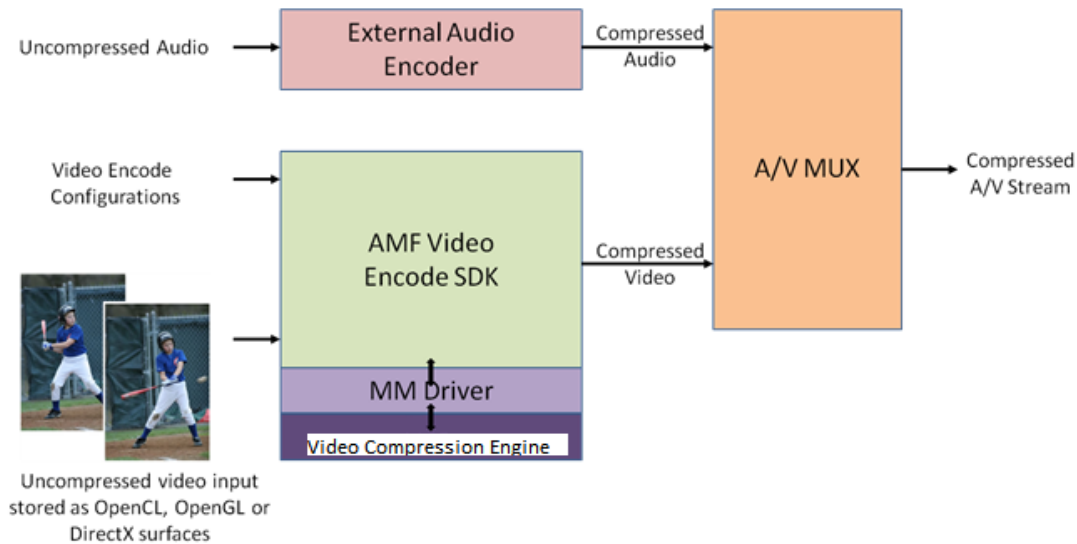 Uncompressed Audio
External Audio
Encoder
Compressed
Audio
Video Encode
Configurations
AMF Video
Encode SDK
Compressed
Video
A/V MUX
Compressed
A/V Stream
MM Driver
Video Compression Engine
Uncompressed video input
stored as OpenCL, OpenGL or
DirectX surfaces